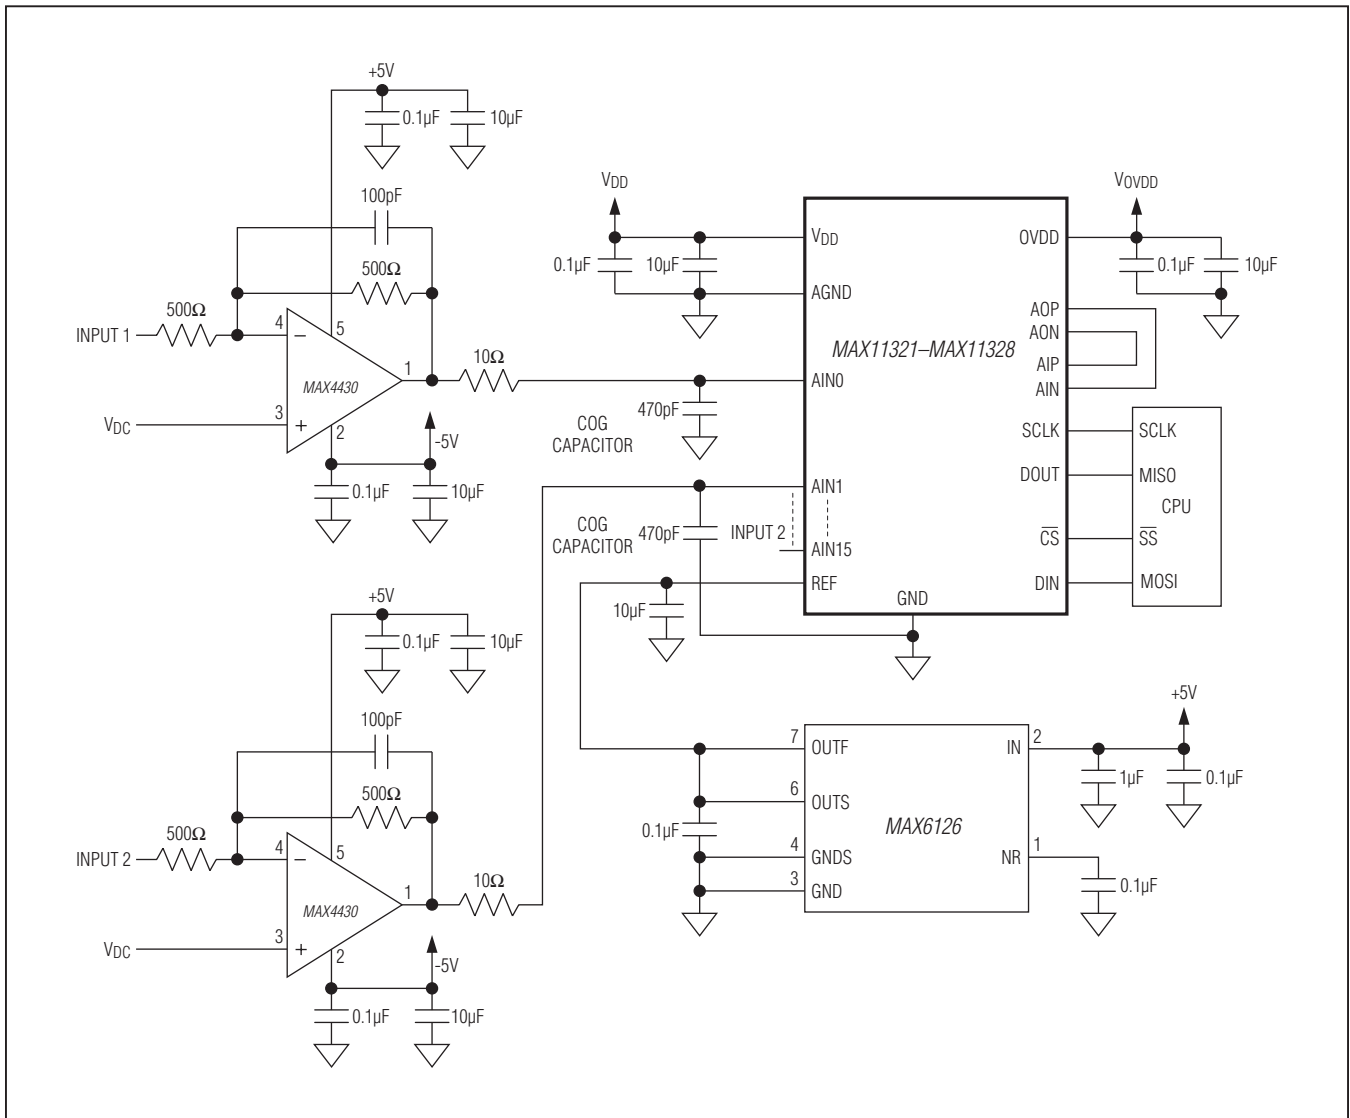 +5V
0.1µF
10µF
100pF
500Ω
500Ω
INPUT 1
4
−
5
MAX4430
1
10Ω
VDC
3
+
2
-5V
0.1µF
10µF
COG
CAPACITOR
470pF
VDD
0.1µF
10µF
VDD
AGND
AIN0
AIN1
AIN15
REF
GND
MAX11321–MAX11328
OVDD
AOP
AON
AIP
AIN
SCLK
DOUT
CS
DIN
VOVDD
0.1µF
10µF
SCLK
MISO
CPU
SS
MOSI
COG
CAPACITOR
470pF
INPUT 2
10µF
+5V
0.1µF
10µF
100pF
500Ω
500Ω
INPUT 2
4
−
5
MAX4430
1
10Ω
VDC
3
+
2
-5V
0.1µF
10µF
0.1µF
7
OUTF
6
OUTS
4
GNDS
3
GND
MAX6126
IN
2
NR
1
+5V
1µF
0.1µF
0.1µF